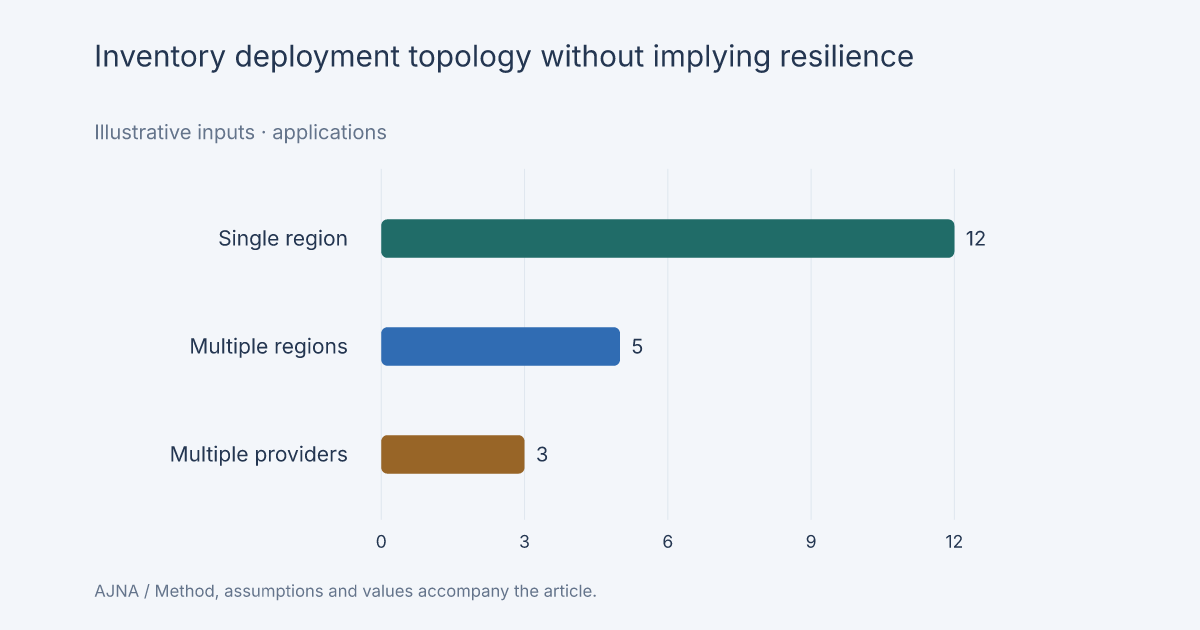 Inventory deployment topology without implying resilience
Illustrative inputs · applications
Single region 12
Multiple regions 5
Multiple providers 3
0 3 6 9 12
AJNA / Method, assumptions and values accompany the article.